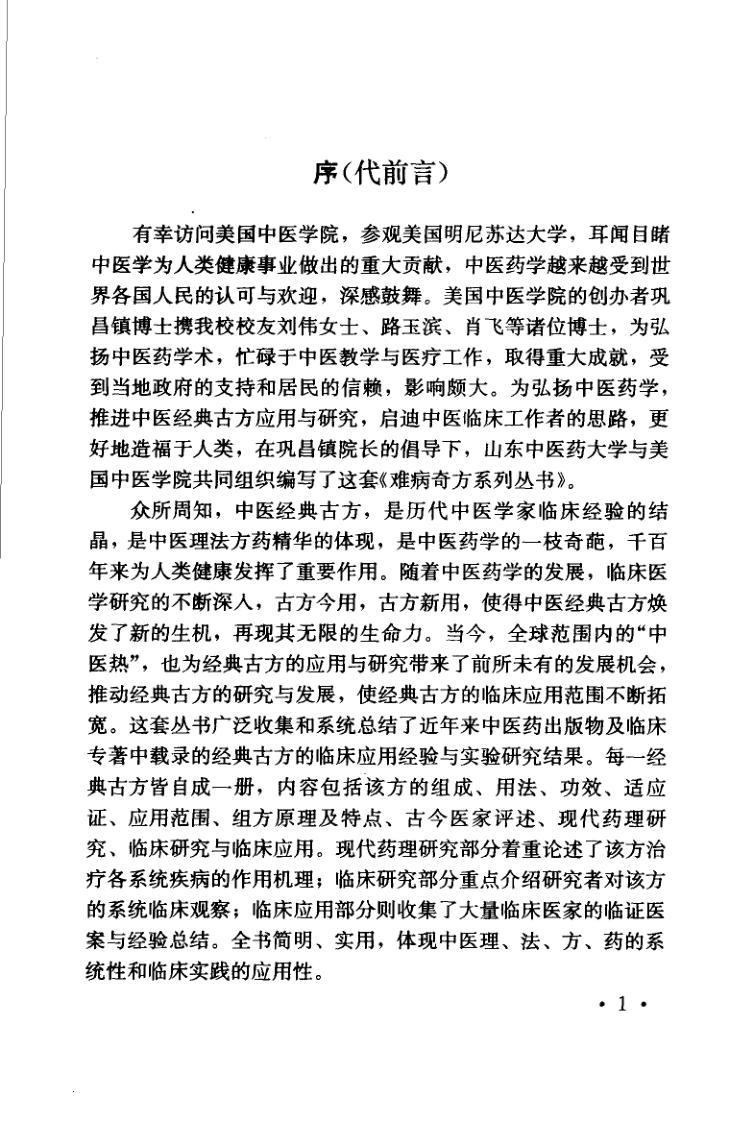 序(代前言)
有幸访问美国中医学院，参观美国明尼苏达大学，耳闻目睹
中医学为人类健康事业做出的重大贡献，中医药学越来越受到世
界各国人民的认可与欢迎，深感鼓舞。美国中医学院的创办者巩
昌镇博士携我校校友刘伟女士、路玉滨、肖飞等诸位博士，为弘
扬中医药学术，忙碌于中医教学与医疗工作，取得重大成就，受
到当地政府的支持和居民的信赖，影响颇大。为弘扬中医药学，
推进中医经典古方应用与研究，启迪中医临床工作者的思路，更
好地造福于人类，在巩昌镇院长的倡导下，山东中医药大学与美
国中医学院共同组织编写了这套《难病奇方系列丛书》。
众所周知，中医经典古方，是历代中医学家临床经验的结
晶，是中医理法方药精华的体现，是中医药学的一枝奇葩，千百
年来为人类健康发挥了重要作用。随着中医药学的发展，临床医
学研究的不断深人，古方今用，古方新用，使得中医经典古方焕
发了新的生机，再现其无限的生命力。当今，全球范围内的“中
医热”，也为经典古方的应用与研究带来了前所未有的发展机会，
推动经典古方的研究与发展，使经典古方的临床应用范围不断拓
宽。这套丛书广泛收集和系统总结了近年来中医药出版物及临床
专著中载录的经典古方的临床应用经验与实验研究结果。每一经
典古方皆自成一册，内容包括该方的组成、用法、功效、适应
证、应用范围、组方原理及特点、古今医家评述、现代药理研
究、临床研究与临床应用。现代药理研究部分着重论述了该方治
疗各系统疾病的作用机理；临床研究部分重点介绍研究者对该方
的系统临床观察；临床应用部分则收集了大量临床医家的临证医
案与经验总结。全书简明、实用，体现中医理、法、方、药的系
统性和临床实践的应用性。
• 1 •